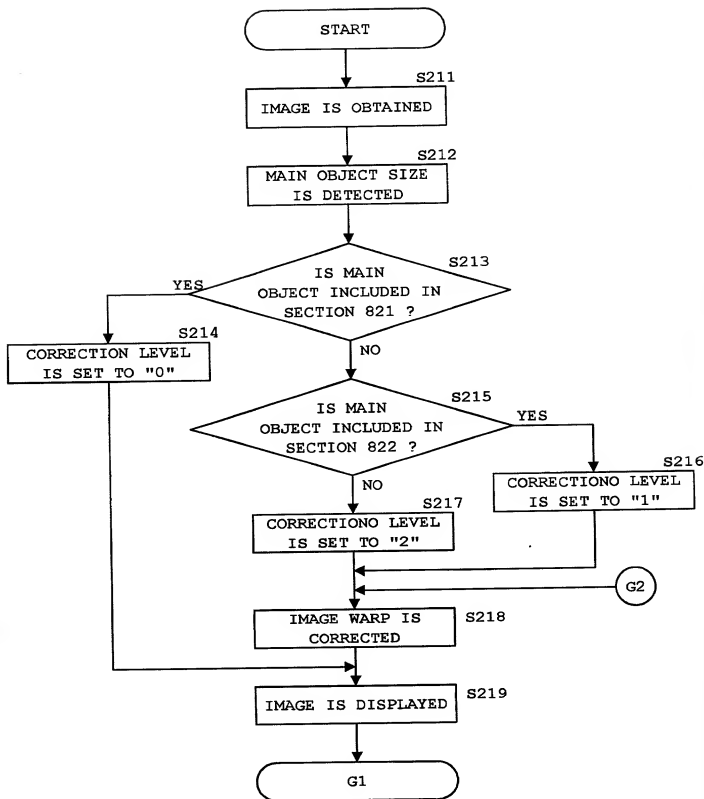 START
S211
IMAGE IS OBTAINED
S212
MAIN OBJECT SIZE
IS DETECTED
S213
IS MAIN
OBJECT INCLUDED IN
SECTION 821 ?
YES
NO
S214
CORRECTION LEVEL
IS SET TO "0"
S215
IS MAIN
OBJECT INCLUDED IN
SECTION 822 ?
YES
NO
S216
CORRECTIONO LEVEL
IS SET TO "1"
S217
CORRECTIONO LEVEL
IS SET TO "2"
G2
IMAGE WARP IS
CORRECTED
S218
S219
IMAGE IS DISPLAYED
G1